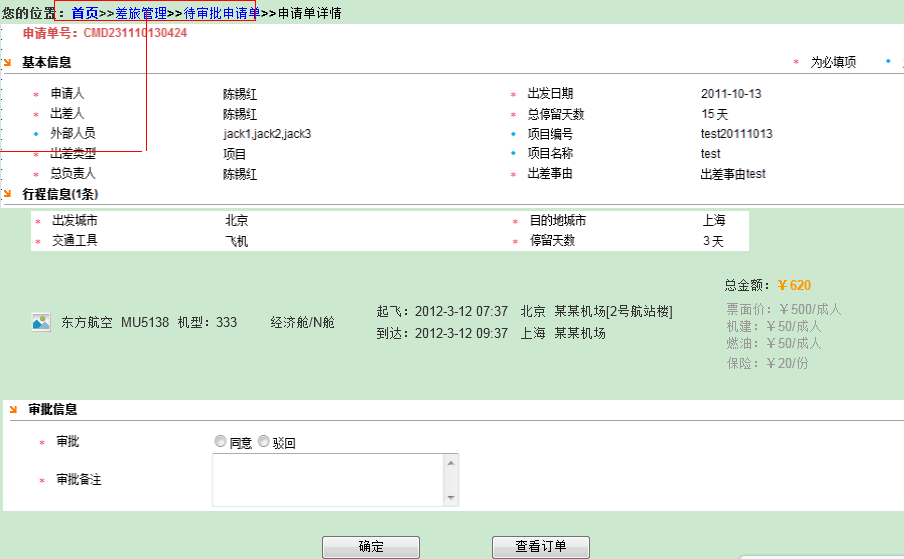 您的位置：首页>>差旅管理>>待审批申请单>>申请单详情
申请单号：CMD231110130424
基本信息 * 为必填项
* 申请人 陈锡红 * 出发日期 2011-10-13
* 出差人 陈锡红 * 总停留天数 15 天
外部人员 jack1,jack2,jack3 项目编号 test20111013
* 出差类型 项目 项目名称 test
* 总负责人 陈锡红 * 出差事由 出差事由test
行程信息(1条)
* 出发城市 北京 * 目的地城市 上海
* 交通工具 飞机 * 停留天数 3 天
总金额：￥620
东方航空 MU5138 机型：333 经济舱/N舱
起飞：2012-3-12 07:37 北京 某某机场[2号航站楼]
到达：2012-3-12 09:37 上海 某某机场
票面价：￥500/成人
机建：￥50/成人
燃油：￥50/成人
保险：￥20/份
审批信息
* 审批 同意 驳回
* 审批备注
确定 查看订单